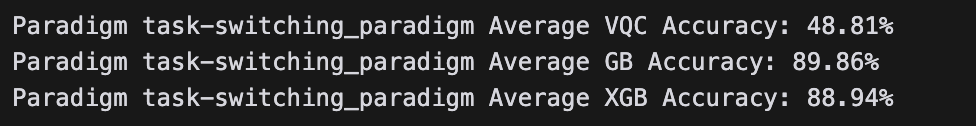 Paradigm task-switching_paradigm Average VQC Accuracy: 48.81%
Paradigm task-switching_paradigm Average GB Accuracy: 89.86%
Paradigm task-switching_paradigm Average XGB Accuracy: 88.94%